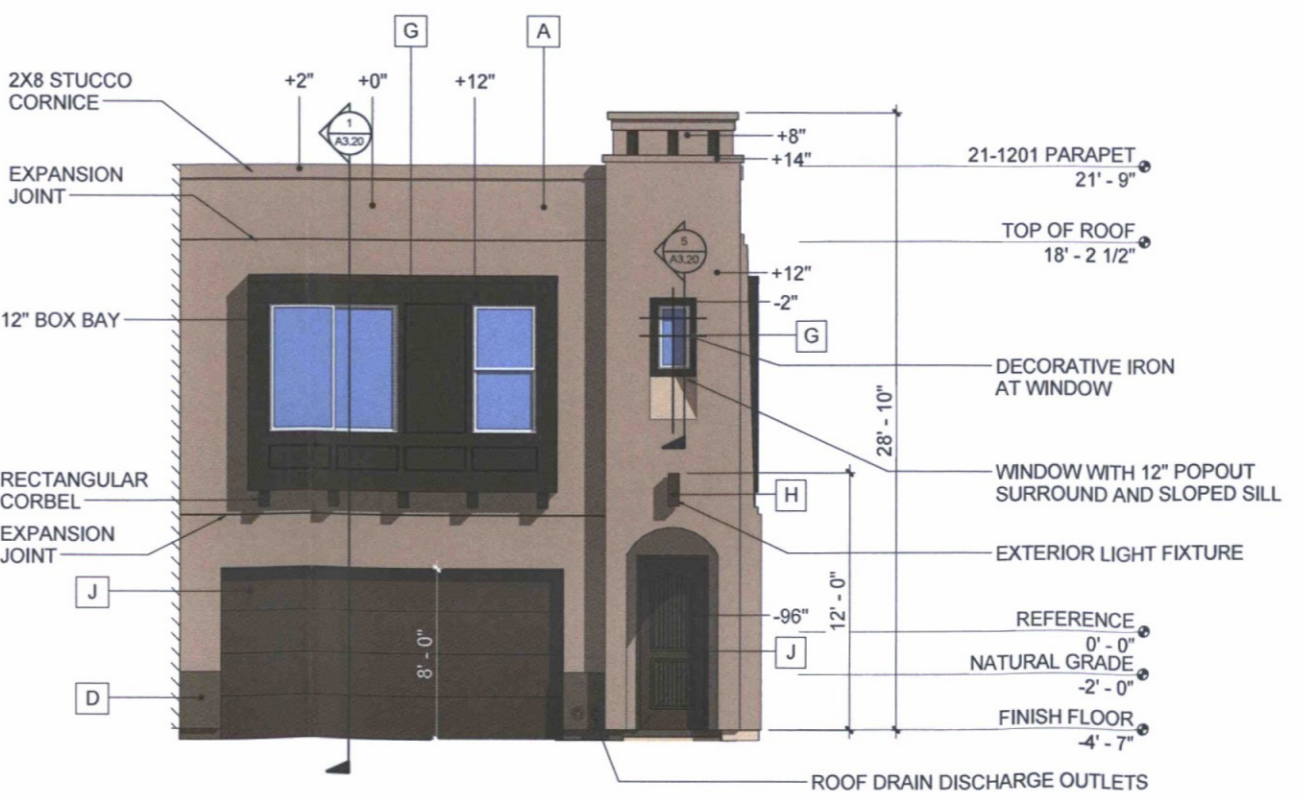 G
A
2X8 STUCCO
CORNICE
+2"
+0"
+12"
1
A3.20
+8"
+14"
21-1201 PARAPET
21' - 9"
EXPANSION
JOINT
TOP OF ROOF
18' - 2 1/2"
5
A3.20
+12"
-2"
12" BOX BAY
G
DECORATIVE IRON
AT WINDOW
28' - 10"
RECTANGULAR
CORBEL
WINDOW WITH 12" POPOUT
SURROUND AND SLOPED SILL
H
EXPANSION
JOINT
EXTERIOR LIGHT FIXTURE
J
12' - 0"
-96"
REFERENCE
0' - 0"
8' - 0"
J
NATURAL GRADE
-2' - 0"
D
FINISH FLOOR
-4' - 7"
ROOF DRAIN DISCHARGE OUTLETS